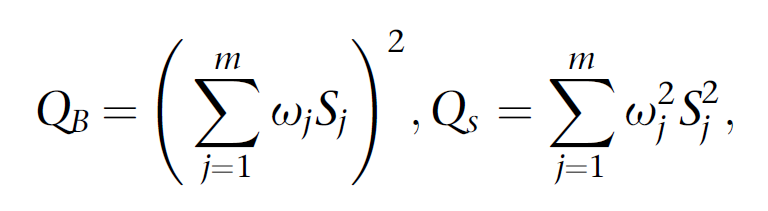 $Q_B = \left( \sum_{j=1}^{m} \omega_j S_j \right)^2, Q_s = \sum_{j=1}^{m} \omega_j^2 S_j^2,$